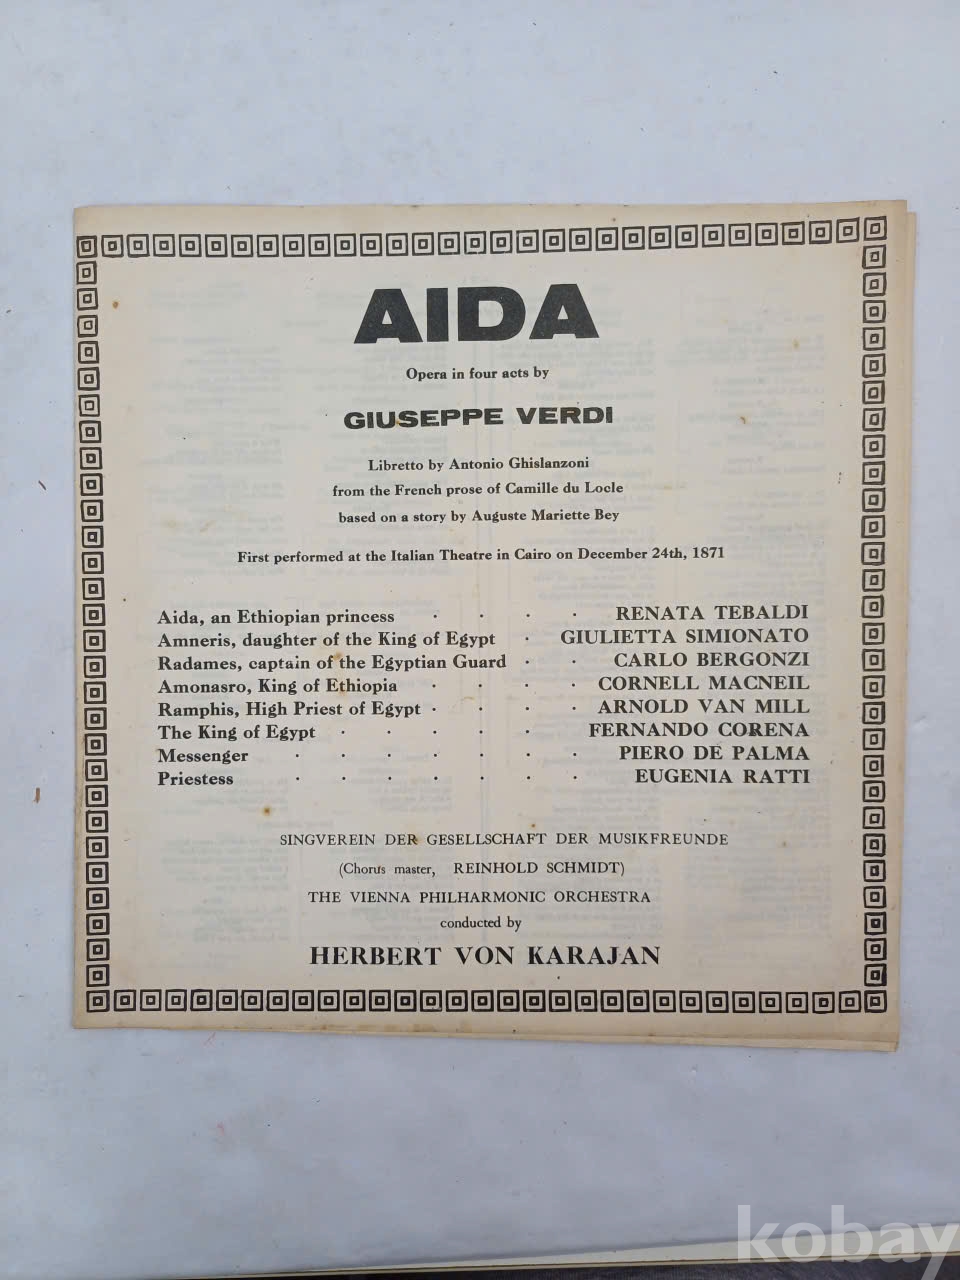 AIDA
Opera in four acts by
GIUSEPPE VERDI
Libretto by Antonio Ghislanzoni
from the French prose of Camille du Locle
based on a story by Auguste Mariette Bey
First performed at the Italian Theatre in Cairo on December 24th, 1871
Aida, an Ethiopian princess . . . . RENATA TEBALDI
Amneris, daughter of the King of Egypt . GIULIETTA SIMIONATO
Radames, captain of the Egyptian Guard . . CARLO BERGONZI
Amonasro, King of Ethiopia . . . . CORNELL MACNEIL
Ramphis, High Priest of Egypt . . . . ARNOLD VAN MILL
The King of Egypt . . . . . FERNANDO CORENA
Messenger . . . . . . . PIERO DE PALMA
Priestess . . . . . . . EUGENIA RATTI
SINGVEREIN DER GESELLSCHAFT DER MUSIKFREUNDE
(Chorus master, REINHOLD SCHMIDT)
THE VIENNA PHILHARMONIC ORCHESTRA
conducted by
HERBERT VON KARAJAN
kobay